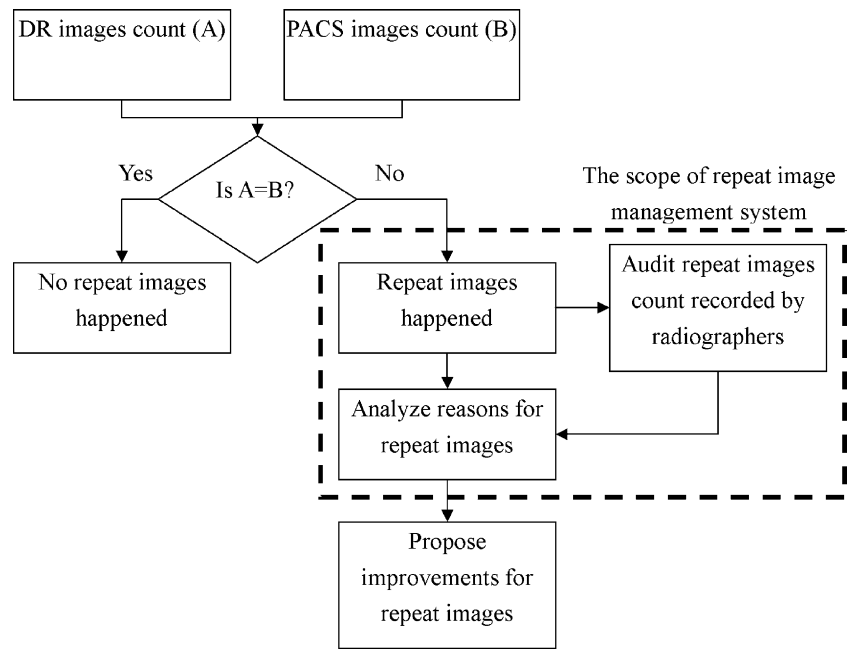 DR images count (A)
PACS images count (B)
Yes
Is A=B?
No
The scope of repeat image
management system
No repeat images
happened
Repeat images
happened
Audit repeat images
count recorded by
radiographers
Analyze reasons for
repeat images
Propose
improvements for
repeat images